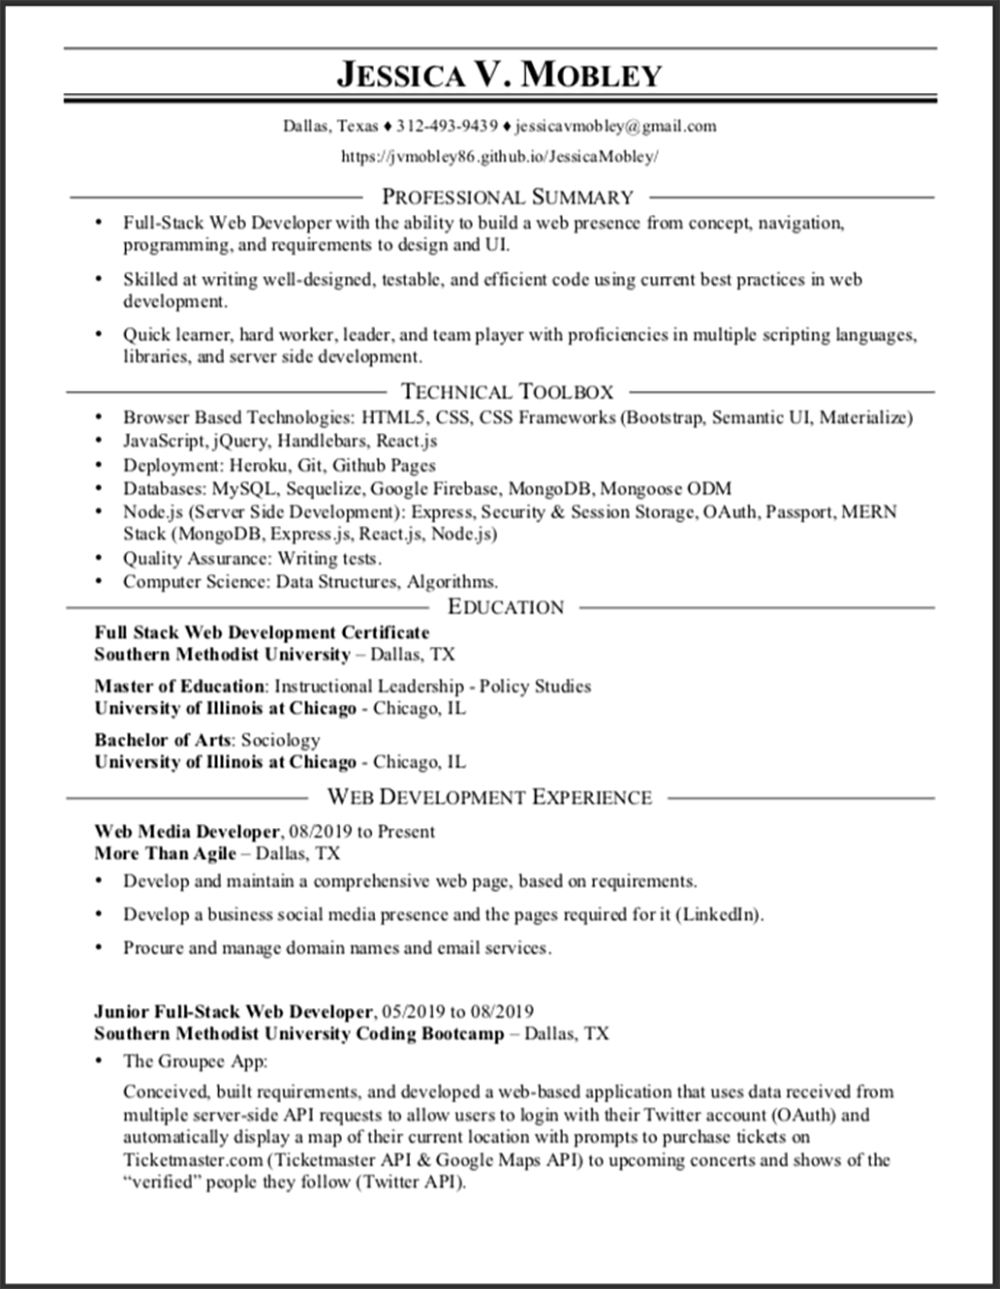 JESSICA V. MOBLEY
Dallas, Texas ♦ 312-493-9439 ♦ jessicavmobley@gmail.com
https://jvmobley86.github.io/JessicaMobley/
PROFESSIONAL SUMMARY
• Full-Stack Web Developer with the ability to build a web presence from concept, navigation,
programming, and requirements to design and UI.
• Skilled at writing well-designed, testable, and efficient code using current best practices in web
development.
• Quick learner, hard worker, leader, and team player with proficiencies in multiple scripting languages,
libraries, and server side development.
TECHNICAL TOOLBOX
• Browser Based Technologies: HTML5, CSS, CSS Frameworks (Bootstrap, Semantic UI, Materialize)
• JavaScript, jQuery, Handlebars, React.js
• Deployment: Heroku, Git, Github Pages
• Databases: MySQL, Sequelize, Google Firebase, MongoDB, Mongoose ODM
• Node.js (Server Side Development): Express, Security & Session Storage, OAuth, Passport, MERN
Stack (MongoDB, Express.js, React.js, Node.js)
• Quality Assurance: Writing tests.
• Computer Science: Data Structures, Algorithms.
EDUCATION
Full Stack Web Development Certificate
Southern Methodist University – Dallas, TX
Master of Education: Instructional Leadership - Policy Studies
University of Illinois at Chicago - Chicago, IL
Bachelor of Arts: Sociology
University of Illinois at Chicago - Chicago, IL
WEB DEVELOPMENT EXPERIENCE
Web Media Developer, 08/2019 to Present
More Than Agile – Dallas, TX
• Develop and maintain a comprehensive web page, based on requirements.
• Develop a business social media presence and the pages required for it (LinkedIn).
• Procure and manage domain names and email services.
Junior Full-Stack Web Developer, 05/2019 to 08/2019
Southern Methodist University Coding Bootcamp – Dallas, TX
• The Groupee App:
Conceived, built requirements, and developed a web-based application that uses data received from
multiple server-side API requests to allow users to login with their Twitter account (OAuth) and
automatically display a map of their current location with prompts to purchase tickets on
Ticketmaster.com (Ticketmaster API & Google Maps API) to upcoming concerts and shows of the
“verified” people they follow (Twitter API).